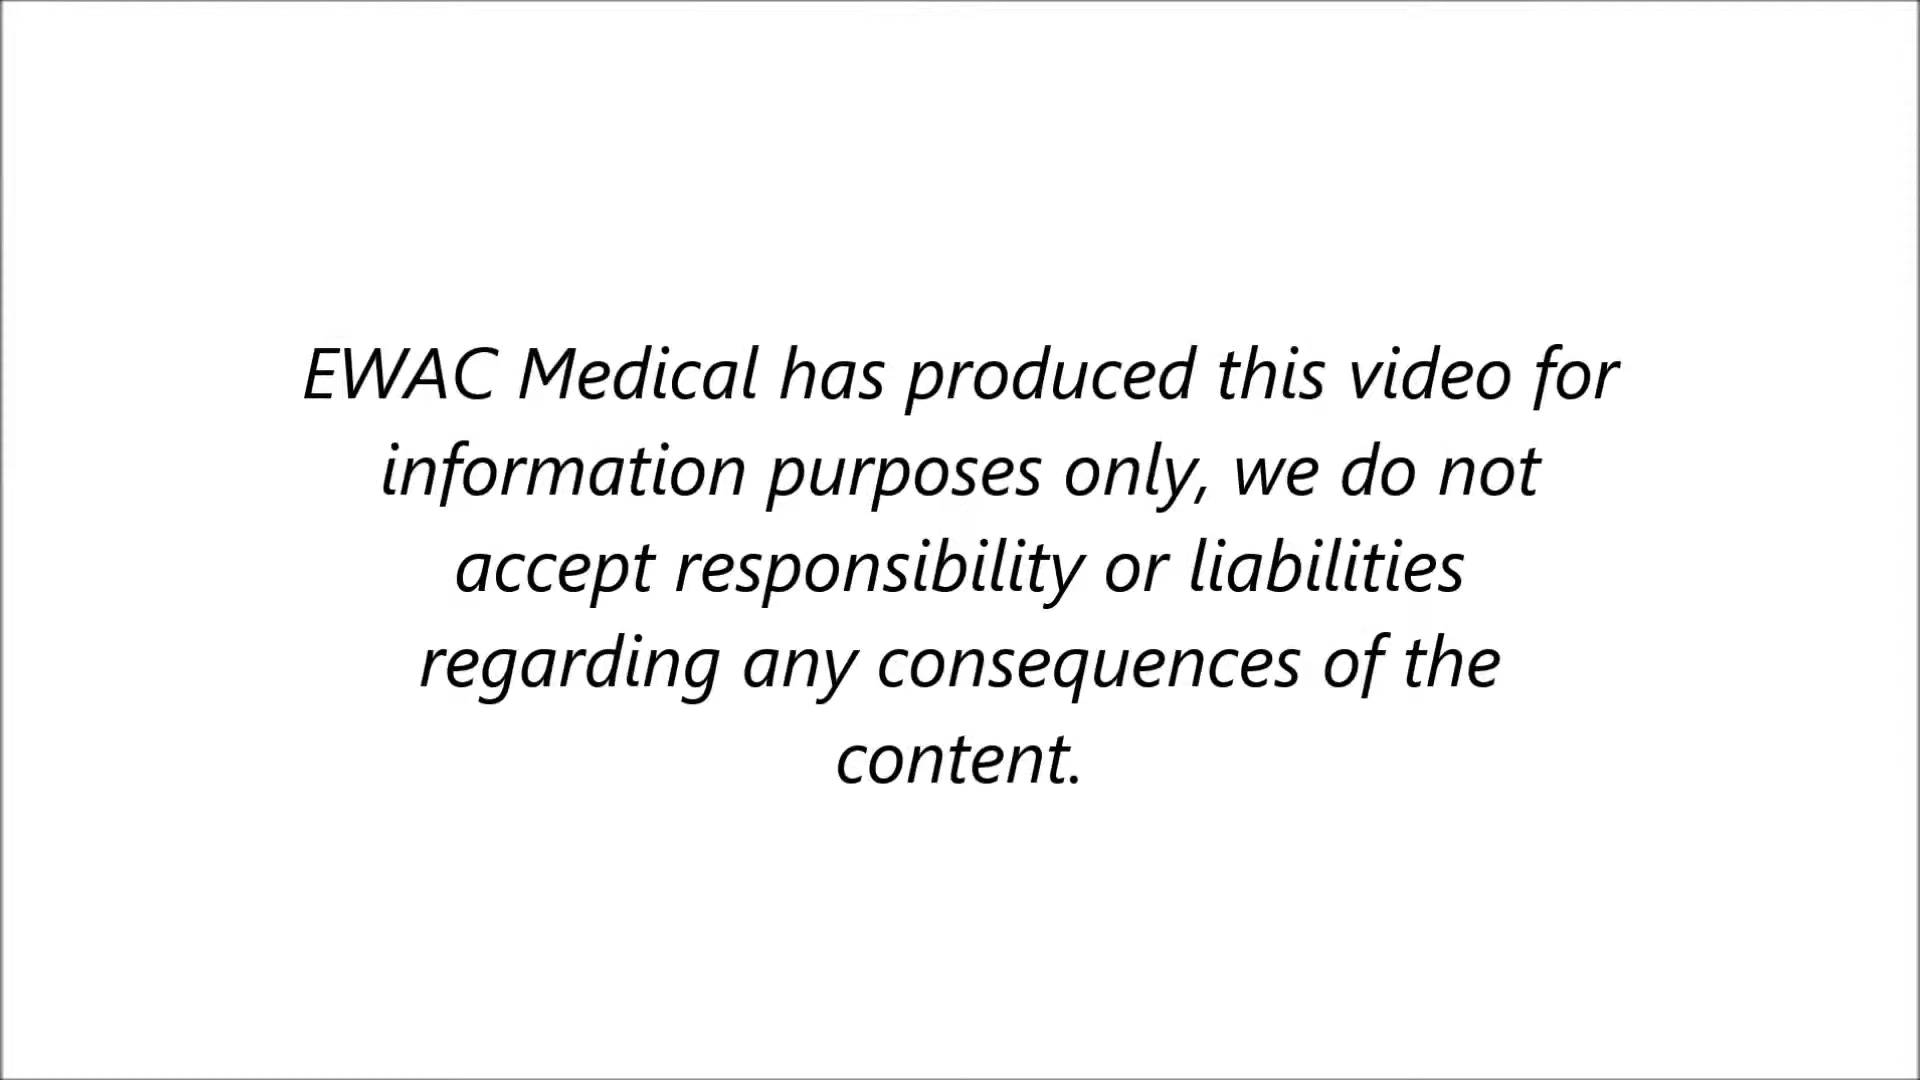 EWAC Medical has produced this video for
information purposes only, we do not
accept responsibility or liabilities
regarding any consequences of the
content.